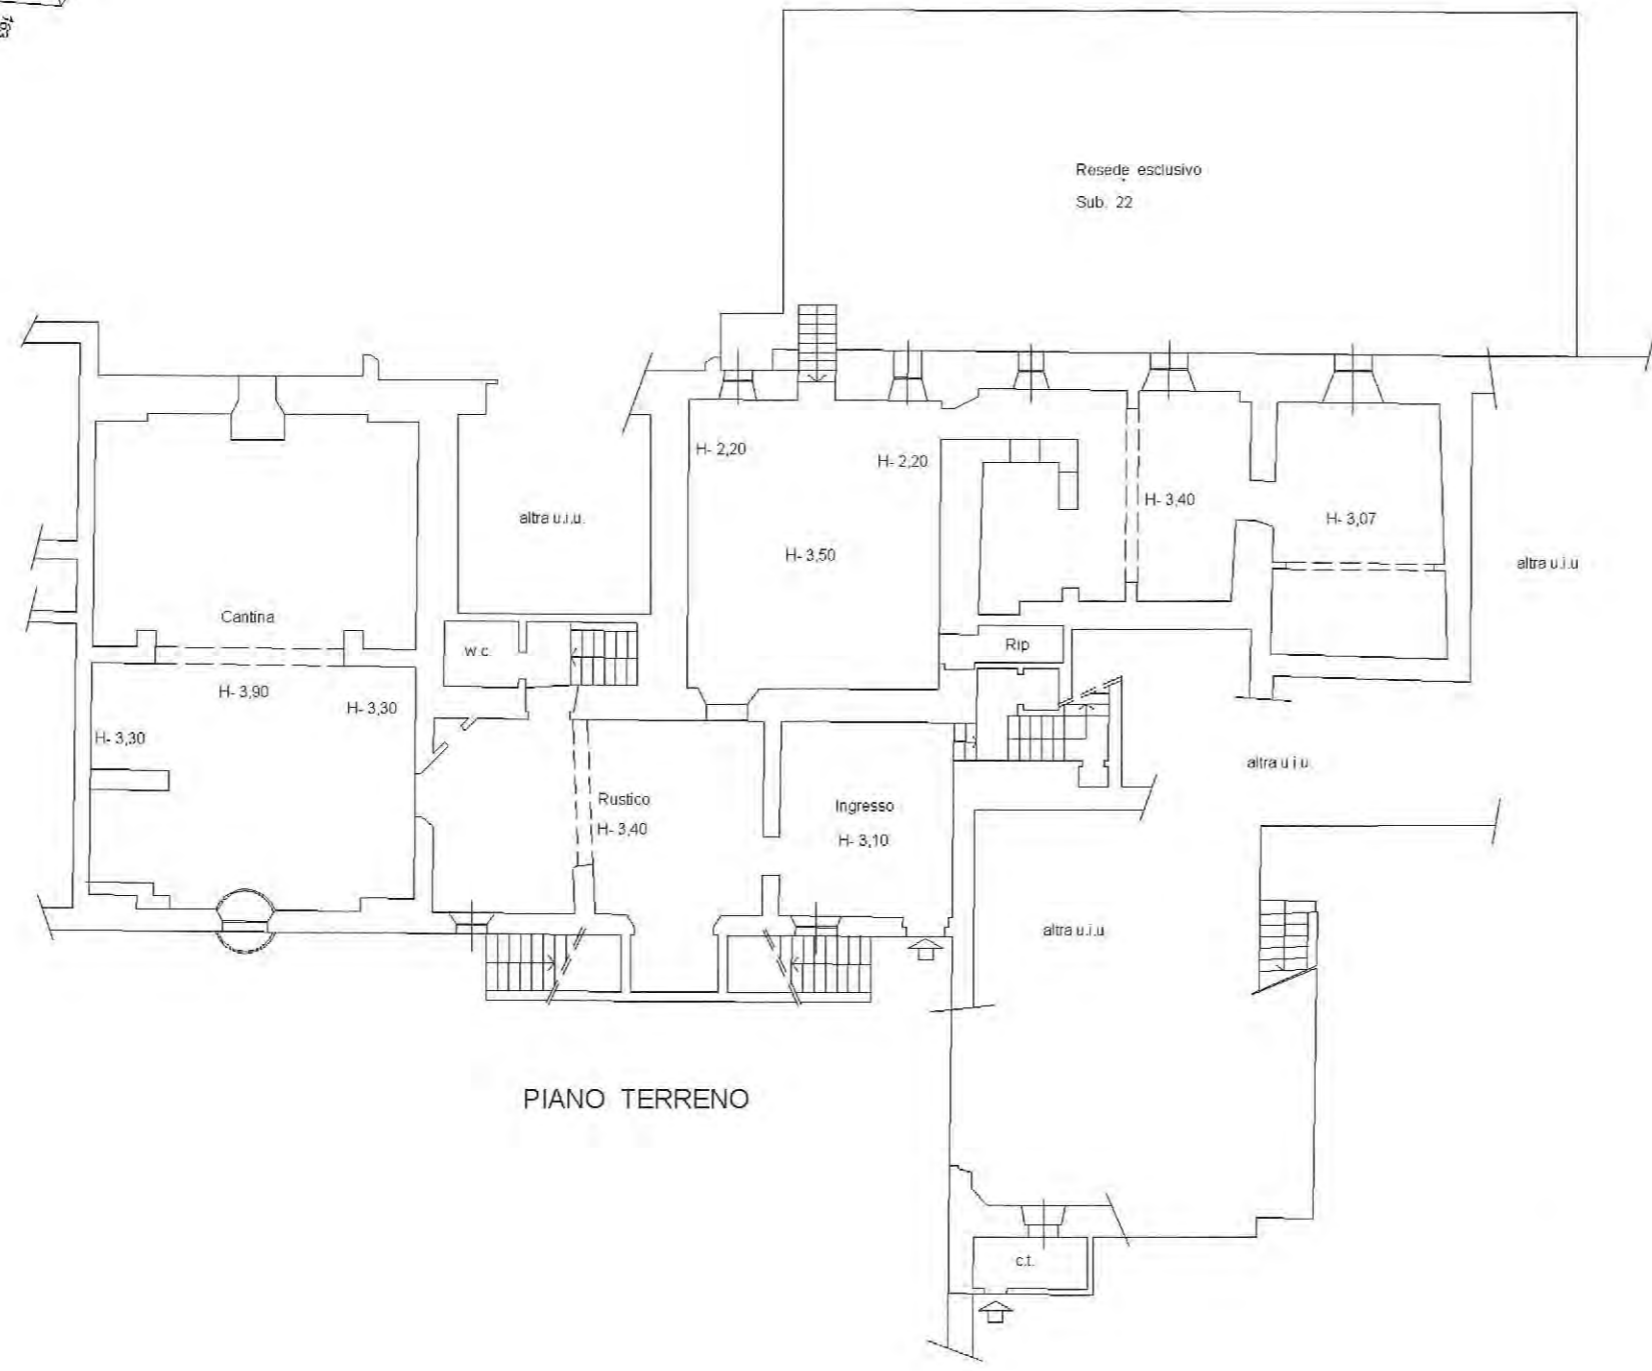 163
Resede esclusivo
Sub. 22
H- 2,20
H- 2,20
H- 3,40
H- 3,07
altra u.i.u.
H- 3,50
altra u.i.u
Cantina
w.c.
Rip
H- 3,90
H- 3,30
H- 3,30
altra u i u.
Rustico
H- 3,40
Ingresso
H- 3,10
altra u.i.u
PIANO TERRENO
c.t.